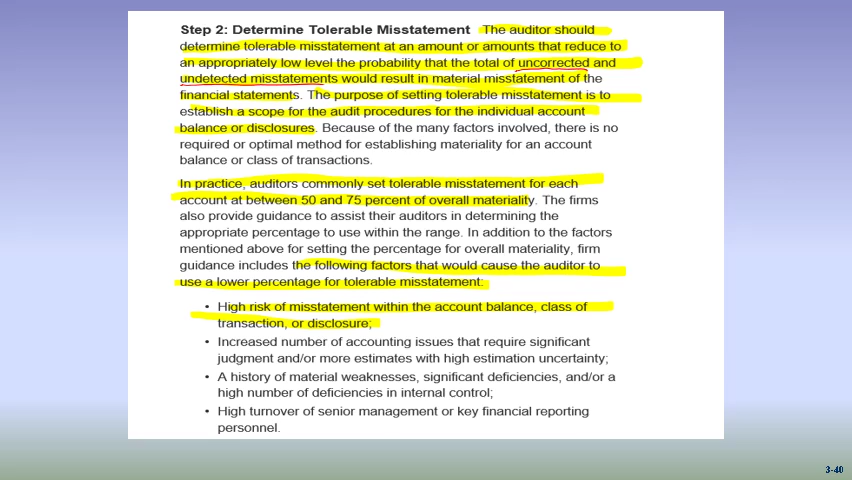 Step 2: Determine Tolerable Misstatement The auditor should
determine tolerable misstatement at an amount or amounts that reduce to
an appropriately low level the probability that the total of uncorrected and
undetected misstatements would result in material misstatement of the
financial statements. The purpose of setting tolerable misstatement is to
establish a scope for the audit procedures for the individual account
balance or disclosures. Because of the many factors involved, there is no
required or optimal method for establishing materiality for an account
balance or class of transactions.
In practice, auditors commonly set tolerable misstatement for each
account at between 50 and 75 percent of overall materiality. The firms
also provide guidance to assist their auditors in determining the
appropriate percentage to use within the range. In addition to the factors
mentioned above for setting the percentage for overall materiality, firm
guidance includes the following factors that would cause the auditor to
use a lower percentage for tolerable misstatement:
• High risk of misstatement within the account balance, class of
transaction, or disclosure;
• Increased number of accounting issues that require significant
judgment and/or more estimates with high estimation uncertainty;
• A history of material weaknesses, significant deficiencies, and/or a
high number of deficiencies in internal control;
• High turnover of senior management or key financial reporting
personnel.
3-40